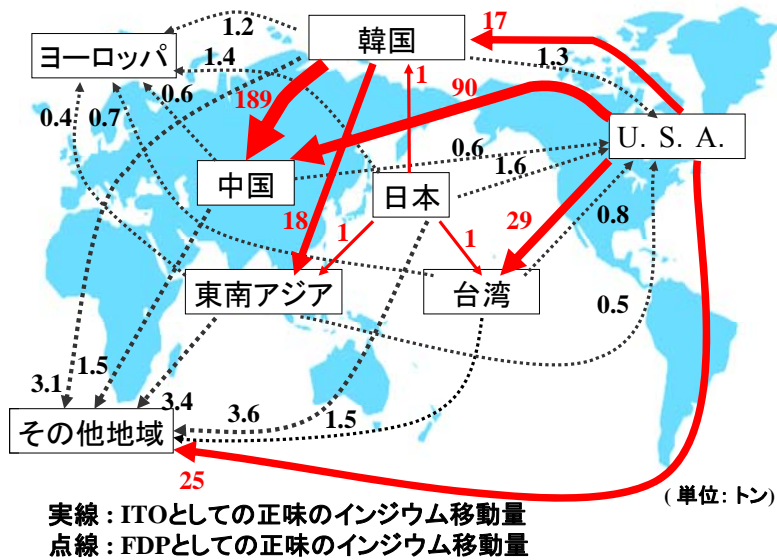 1.2
韓国
17
ヨーロッパ
1.4
1
1.3
0.4
0.7
0.6
189
90
U. S. A.
中国
0.6
日本
1.6
18
1
1
29
0.8
東南アジア
台湾
0.5
3.1
1.5
3.4
3.6
1.5
その他地域
25
( 単位: トン)
実線 : ITOとしての正味のインジウム移動量
点線 : FDPとしての正味のインジウム移動量